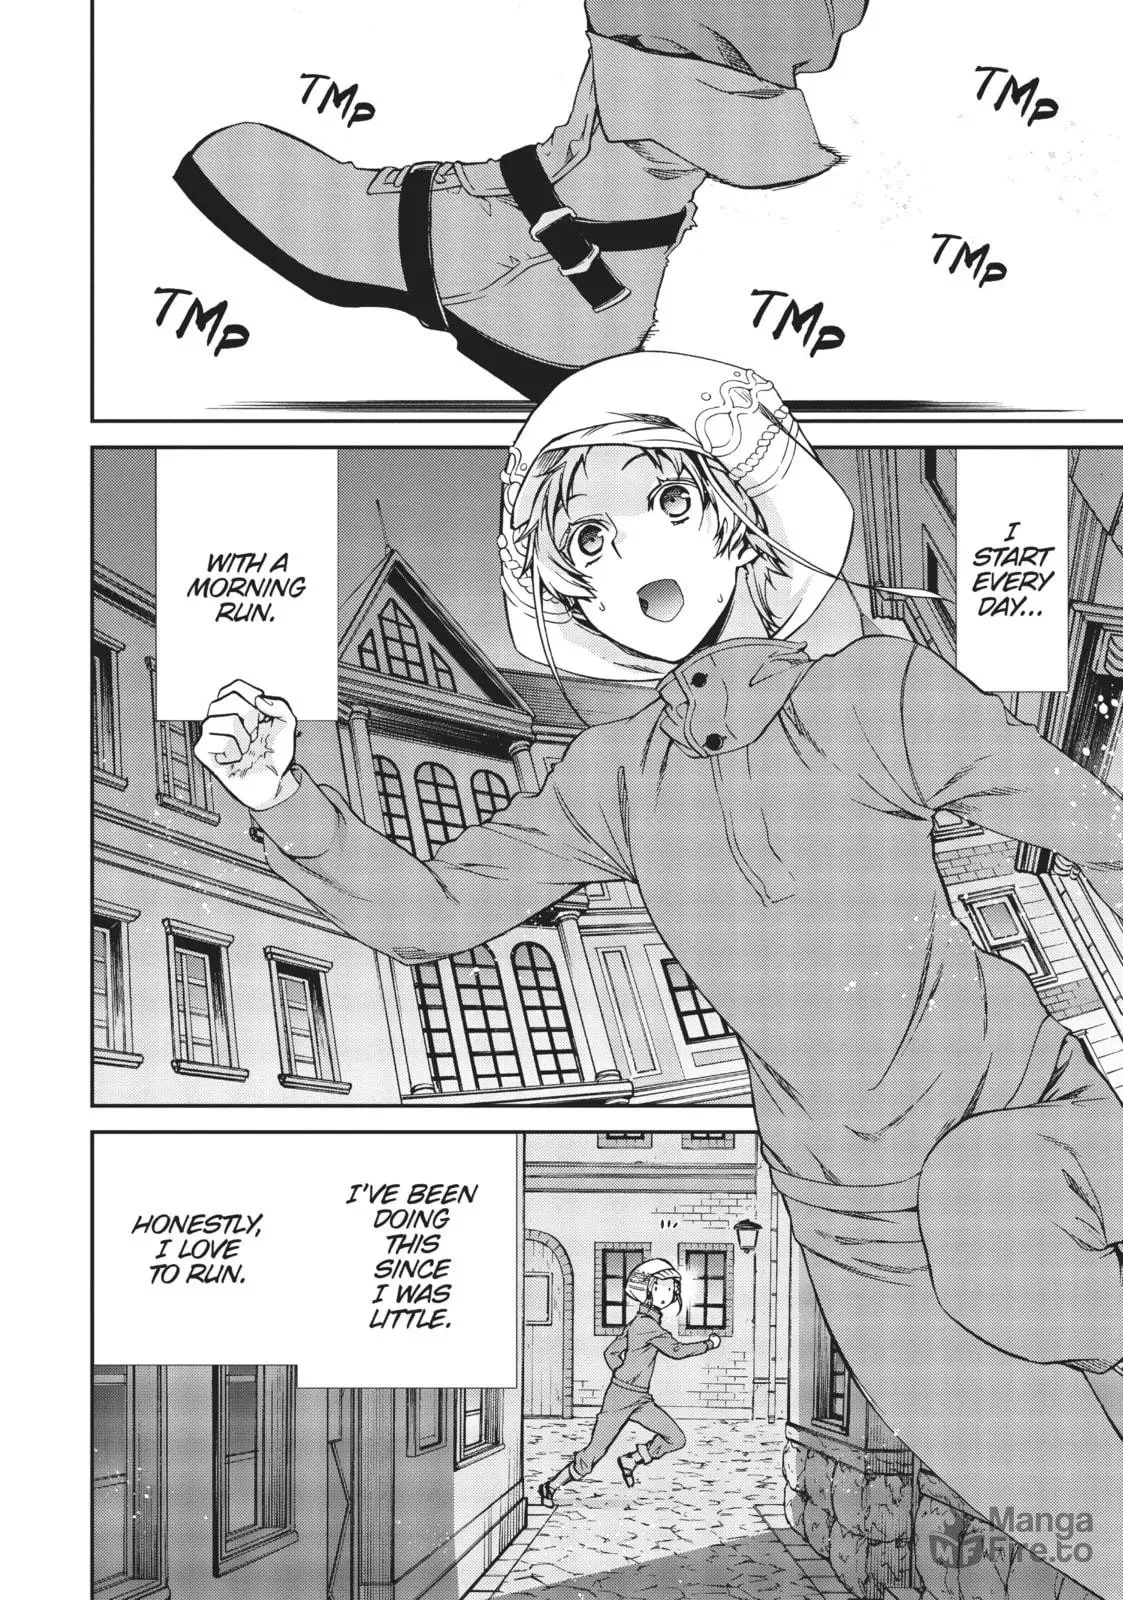 TMP
TMP
TMP
TMP
TMP
I
START
EVERY
DAY...
WITH A
MORNING
RUN.
I'VE BEEN
DOING
THIS
SINCE
I WAS
LITTLE.
HONESTLY,
I LOVE
TO RUN.
MF
Manga
Fire.to